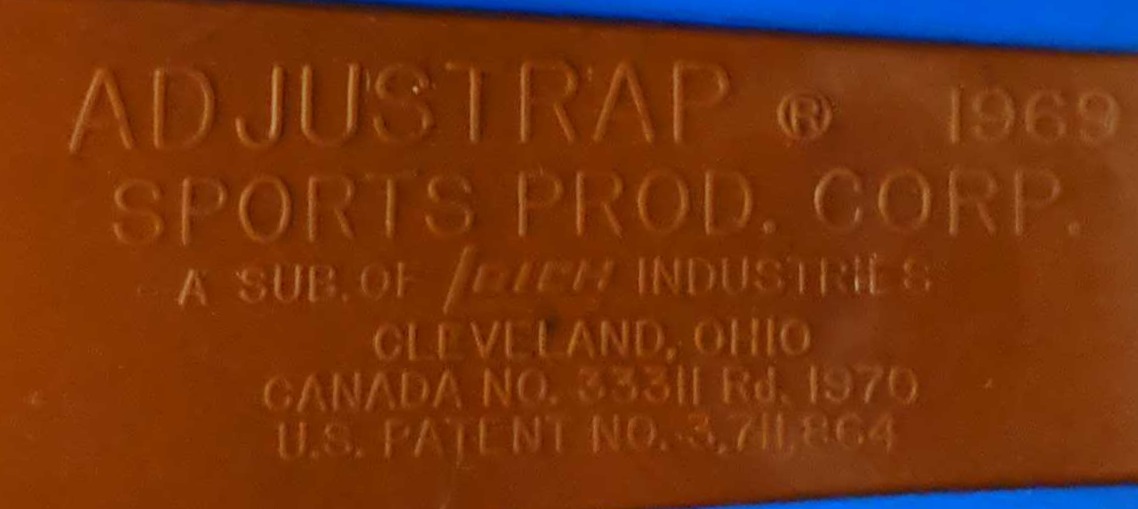 ADJUSTRAP ® 1969
SPORTS PROD. CORP.
A SUB. OF INDUSTRIES
CLEVELAND, OHIO
CANADA NO. 33311 Rd. 1970
U.S. PATENT NO. 3,711,864